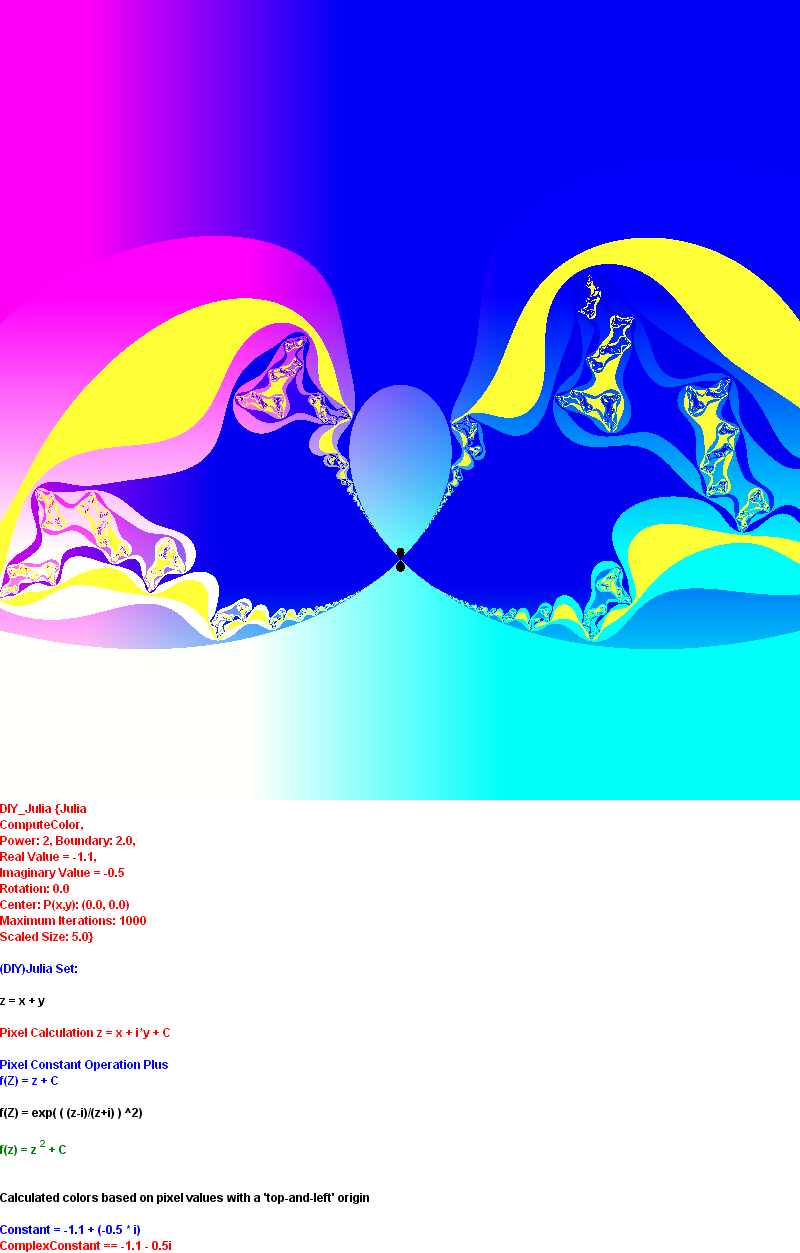 DIY_Julia {Julia
ComputeColor,
Power: 2, Boundary: 2.0,
Real Value = -1.1,
Imaginary Value = -0.5
Rotation: 0.0
Center: P(x,y): (0.0, 0.0)
Maximum Iterations: 1000
Scaled Size: 5.0}
(DIY)Julia Set:
z = x + y
Pixel Calculation z = x + i*y + C
Pixel Constant Operation Plus
f(Z) = z + C
f(Z) = exp( ( (z-i)/(z+i) ) ^2)
f(z) = z 2 + C
Calculated colors based on pixel values with a 'top-and-left' origin
Constant = -1.1 + (-0.5 * i)
ComplexConstant == -1.1 - 0.5i